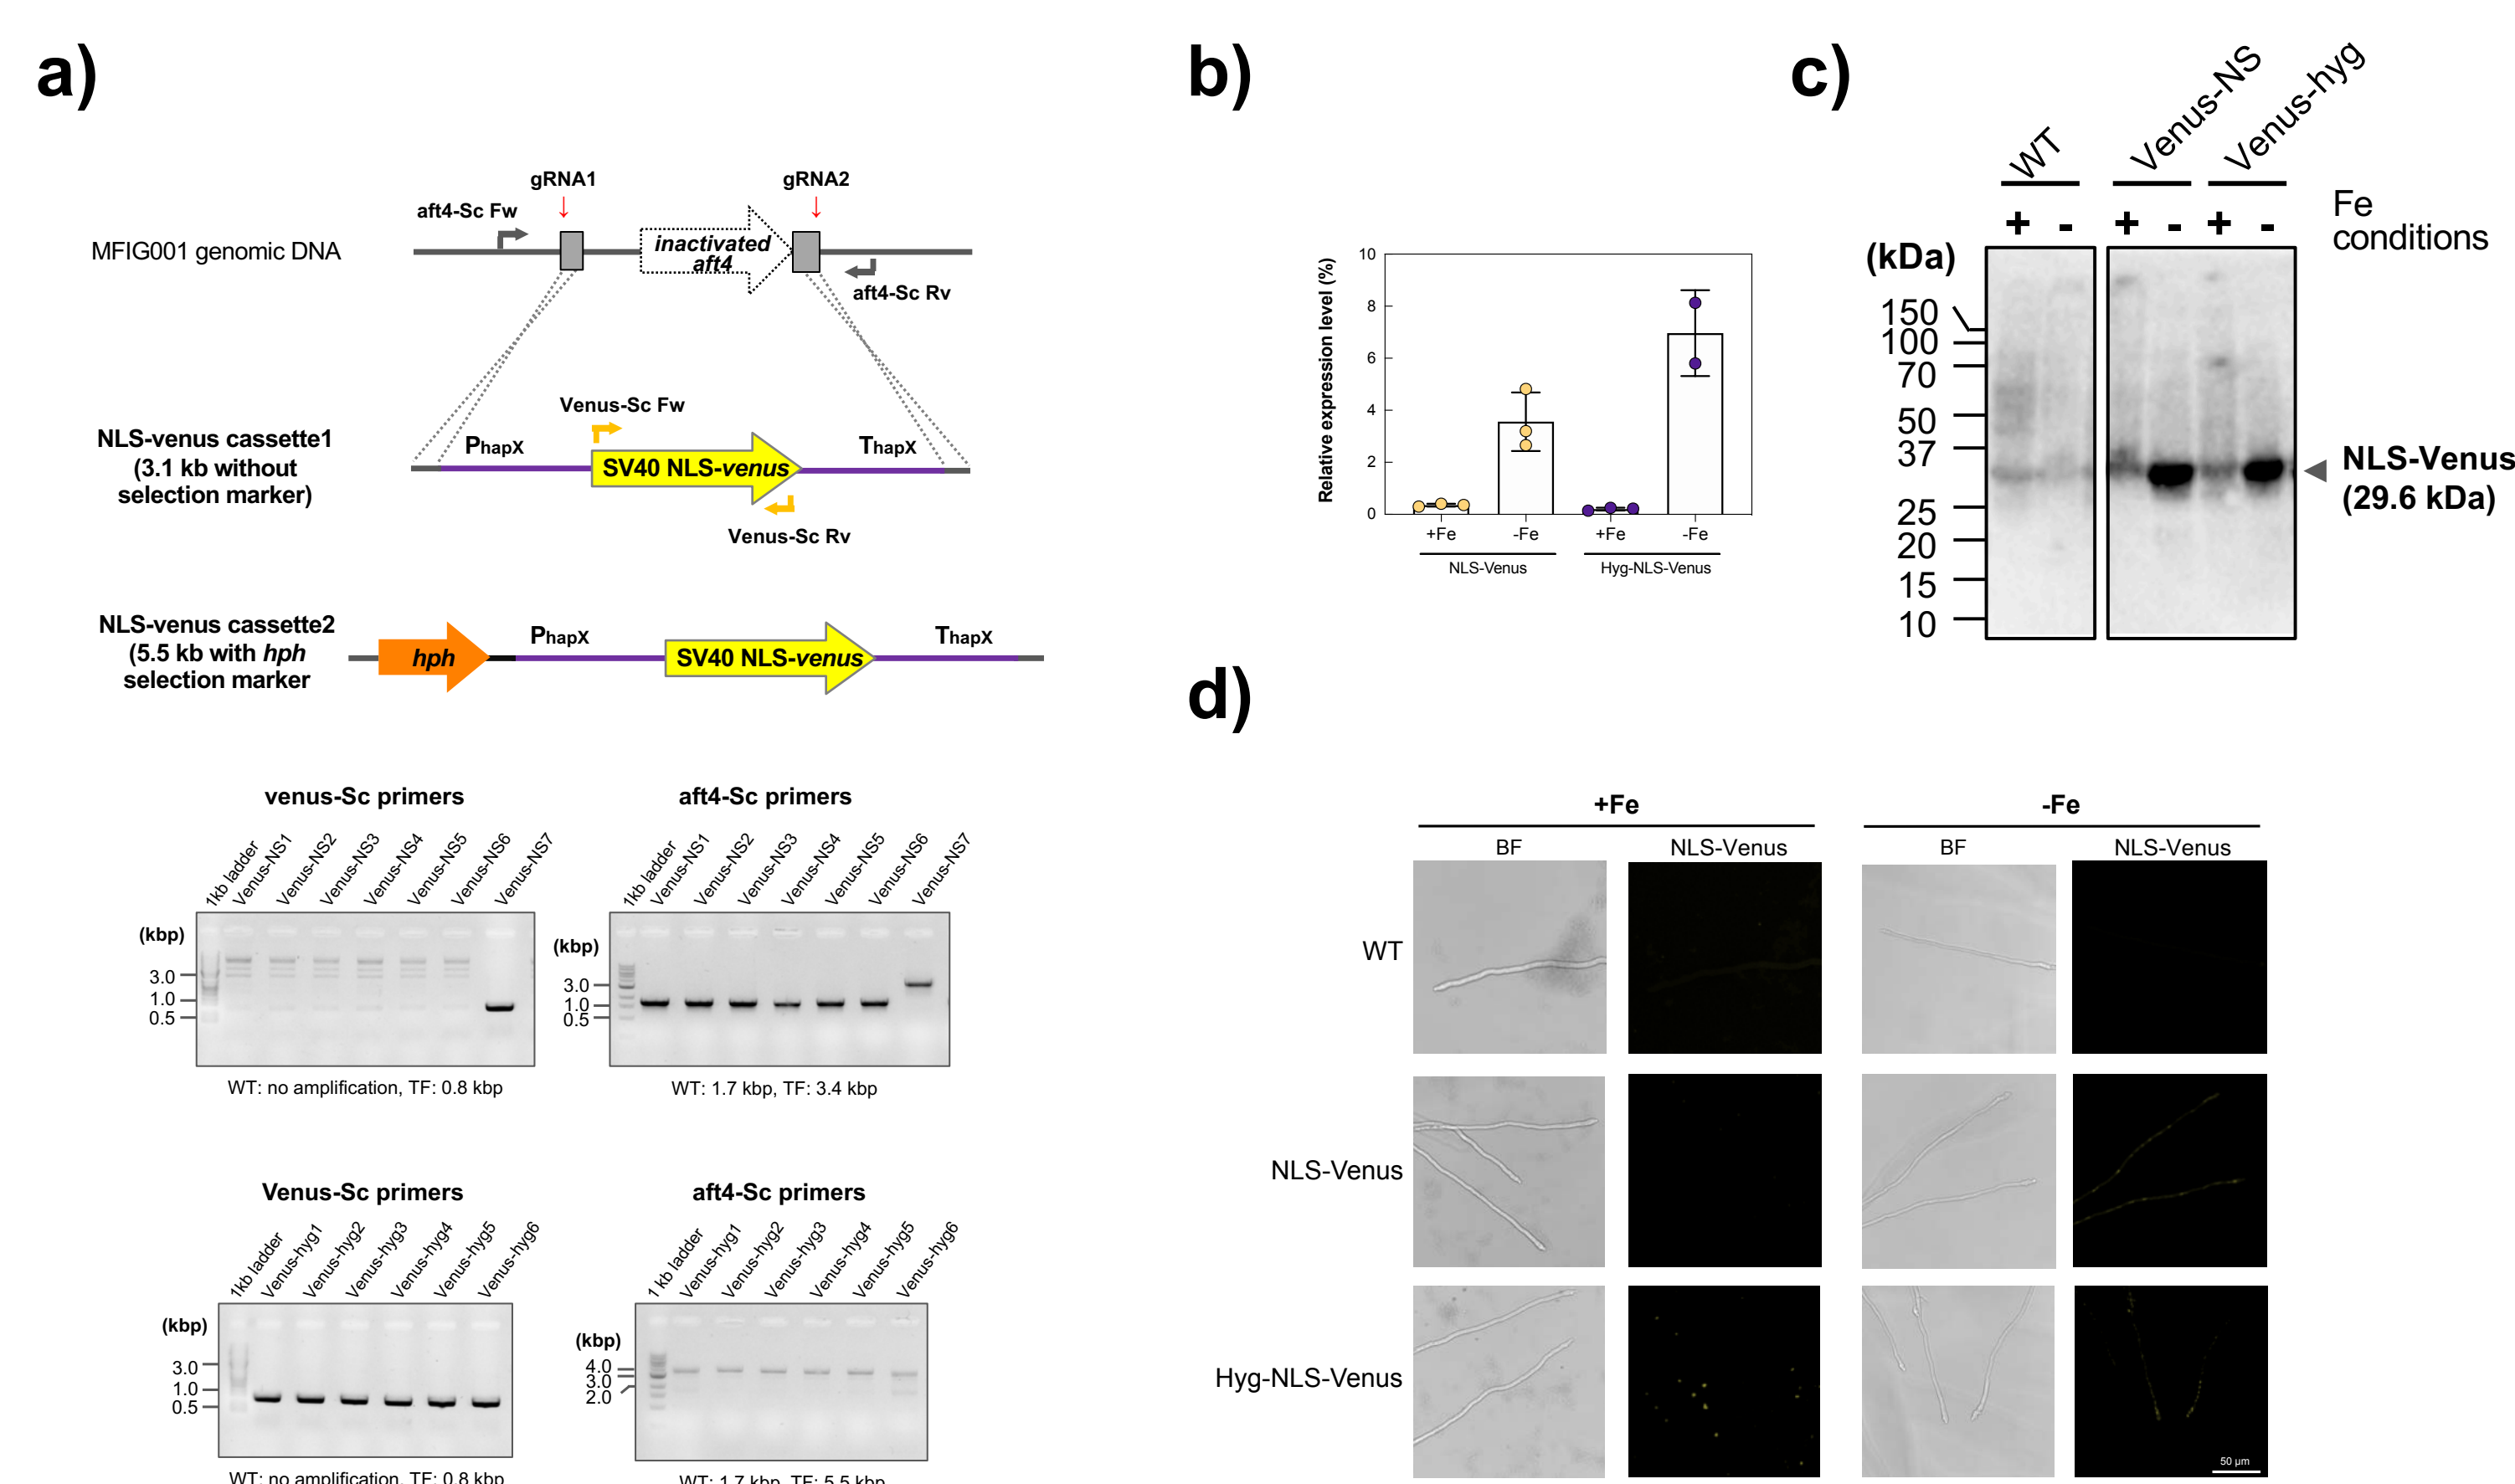 a)
gRNA1
gRNA2
aft4-Sc Fw
MFIG001 genomic DNA
inactivated
aft4
aft4-Sc Rv
Venus-Sc Fw
NLS-venus cassette1
(3.1 kb without
selection marker)
PhapX
SV40 NLS-venus
ThapX
Venus-Sc Rv
NLS-venus cassette2
(5.5 kb with hph
selection marker
hph
PhapX
SV40 NLS-venus
ThapX
venus-Sc primers
1kb ladder
Venus-NS1
Venus-NS2
Venus-NS3
Venus-NS4
Venus-NS5
Venus-NS6
Venus-NS7
(kbp)
3.0
1.0
0.5
WT: no amplification, TF: 0.8 kbp
aft4-Sc primers
1kb ladder
Venus-NS1
Venus-NS2
Venus-NS3
Venus-NS4
Venus-NS5
Venus-NS6
Venus-NS7
(kbp)
3.0
1.0
0.5
WT: 1.7 kbp, TF: 3.4 kbp
Venus-Sc primers
1kb ladder
Venus-hyg1
Venus-hyg2
Venus-hyg3
Venus-hyg4
Venus-hyg5
Venus-hyg6
(kbp)
3.0
1.0
0.5
WT: no amplification, TF: 0.8 kbp
aft4-Sc primers
1 kb ladder
Venus-hyg1
Venus-hyg2
Venus-hyg3
Venus-hyg4
Venus-hyg5
Venus-hyg6
(kbp)
4.0
3.0
2.0
WT: 1.7 kbp, TF: 5.5 kbp
b)
Relative expression level (%)
10
8
6
4
2
0
+Fe
-Fe
+Fe
-Fe
NLS-Venus
Hyg-NLS-Venus
c)
WT
Venus-NS
Venus-hyg
+ - + - + -
Fe
conditions
(kDa)
150
100
70
50
37
25
20
15
10
NLS-Venus
(29.6 kDa)
d)
+Fe
-Fe
BF
NLS-Venus
BF
NLS-Venus
WT
NLS-Venus
Hyg-NLS-Venus
50 µm